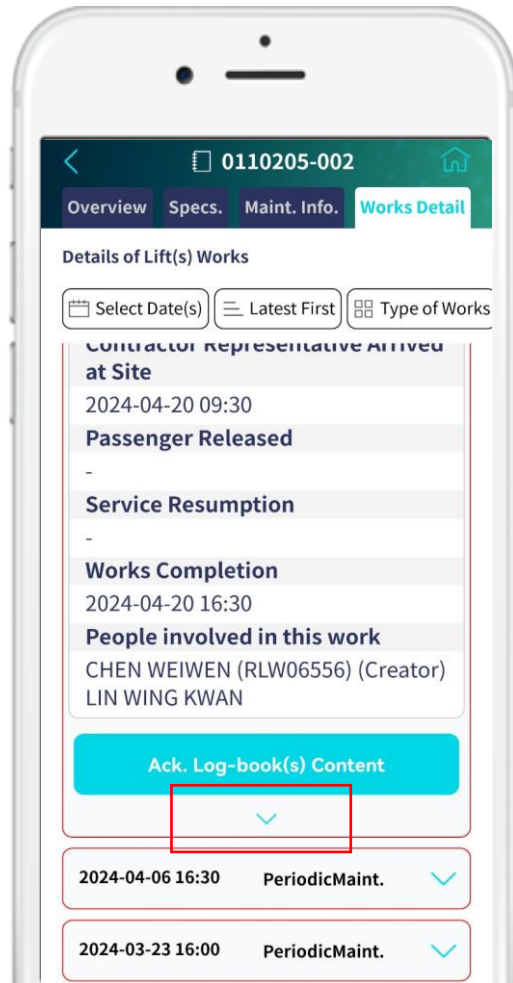 0110205-002
Overview Specs. Maint. Info. Works Detail
Details of Lift(s) Works
Select Date(s) Latest First Type of Works
Contractor Representative Arrived
at Site
2024-04-20 09:30
Passenger Released
-
Service Resumption
-
Works Completion
2024-04-20 16:30
People involved in this work
CHEN WEIWEN (RLW06556) (Creator)
LIN WING KWAN
Ack. Log-book(s) Content
2024-04-06 16:30 PeriodicMaint.
2024-03-23 16:00 PeriodicMaint.